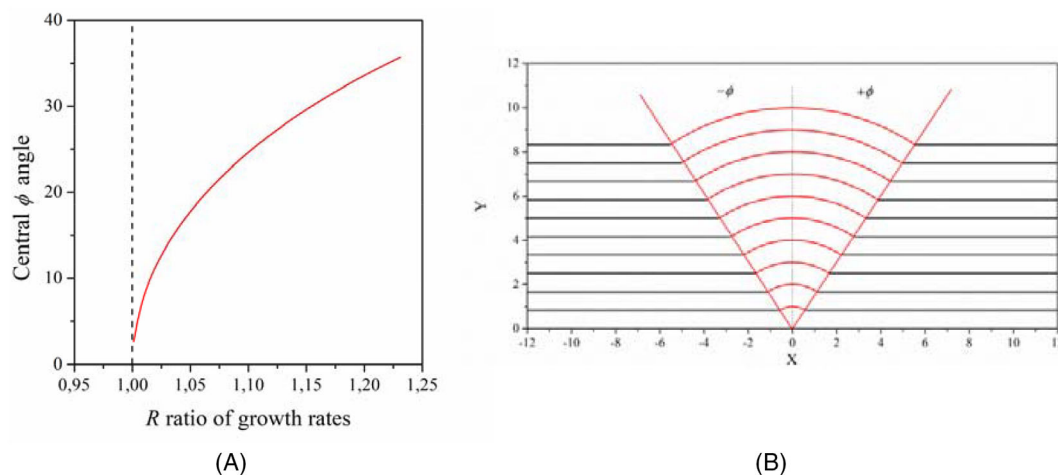 40
30
20
10
0
Central ϕ angle
0,95 1,00 1,05 1,10 1,15 1,20 1,25
R ratio of growth rates
(A)
12
10
8
6
4
2
0
Y
−ϕ +ϕ
-12 -10 -8 -6 -4 -2 0 2 4 6 8 10 12
X
(B)